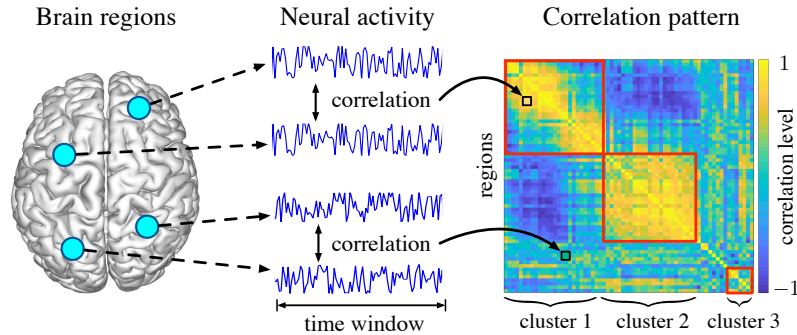 Brain regions
Neural activity
Correlation pattern
correlation
correlation
time window
regions
1
correlation level
−1
cluster 1
cluster 2
cluster 3